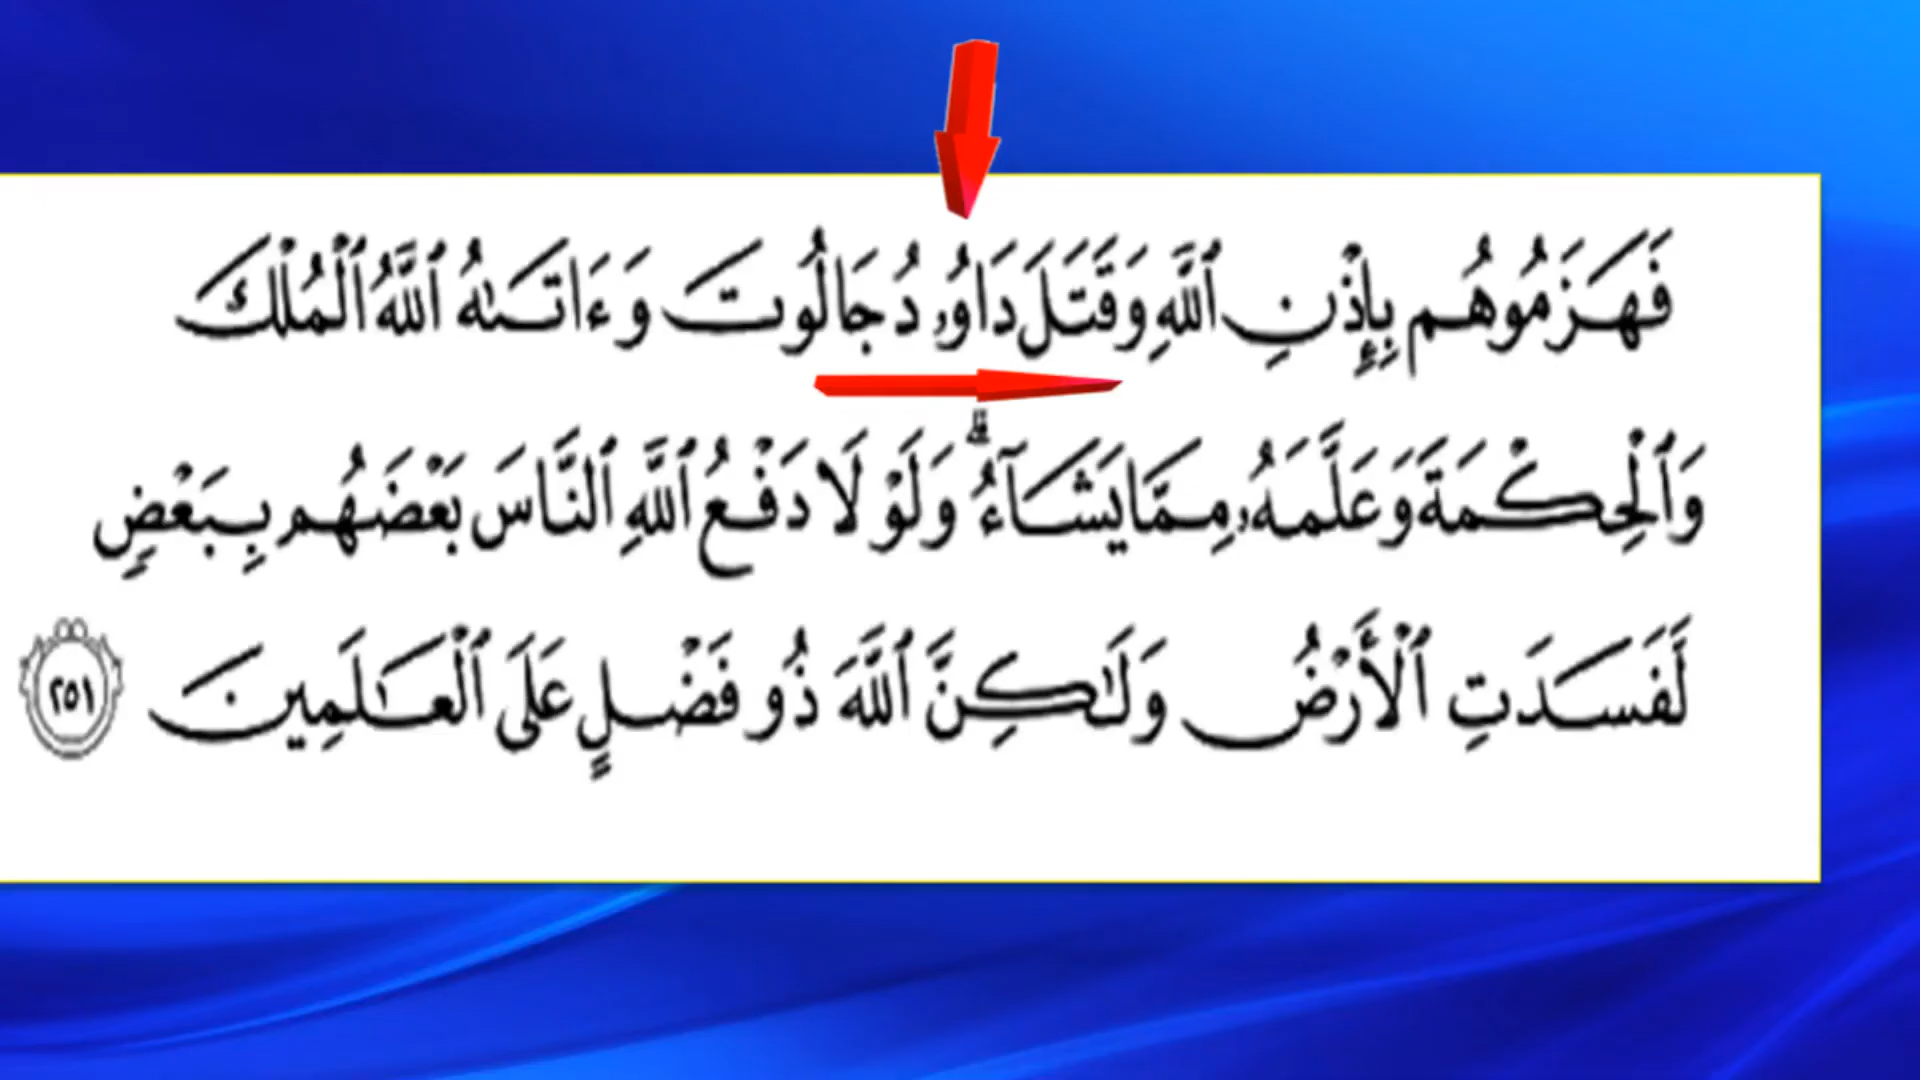 فَهَزَمُوهُم بِإِذْنِ ٱللَّهِ وَقَتَلَ دَاوُۥدُ جَالُوتَ وَءَاتَىٰهُ ٱللَّهُ ٱلْمُلْكَ
وَٱلْحِكْمَةَ وَعَلَّمَهُۥ مِمَّا يَشَآءُ ۗ وَلَوْلَا دَفْعُ ٱللَّهِ ٱلنَّاسَ بَعْضَهُم بِبَعْضٍ
لَّفَسَدَتِ ٱلْأَرْضُ وَلَٰكِنَّ ٱللَّهَ ذُو فَضْلٍ عَلَى ٱلْعَٰلَمِينَ ٢٥١